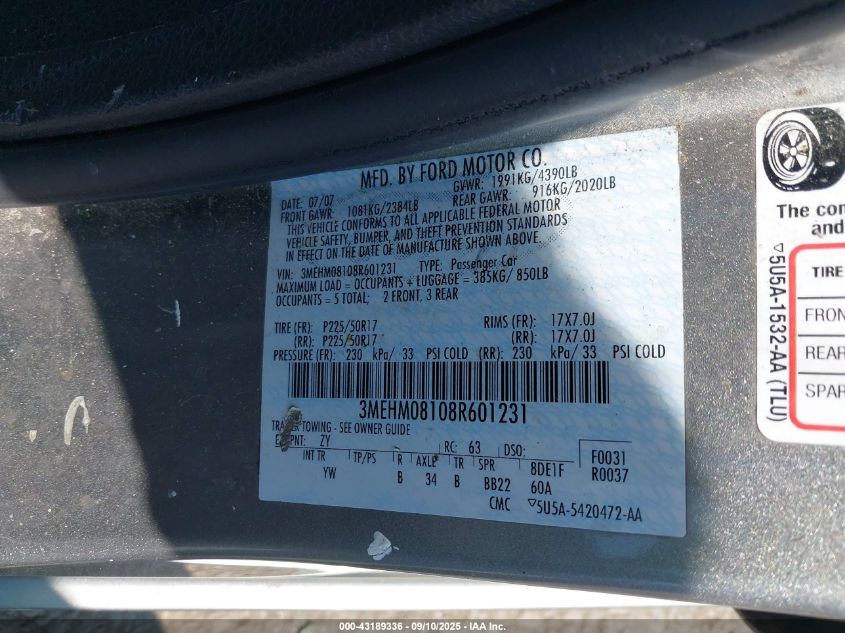 MFD. BY FORD MOTOR CO.
DATE: 07/07 GVWR: 1991KG/4390LB
FRONT GAWR: 1081KG/2384LB REAR GAWR: 916KG/2020LB
THIS VEHICLE CONFORMS TO ALL APPLICABLE FEDERAL MOTOR
VEHICLE SAFETY, BUMPER, AND THEFT PREVENTION STANDARDS
IN EFFECT ON THE DATE OF MANUFACTURE SHOWN ABOVE.
VIN: 3MEHM08108R601231 TYPE: Passenger Car
MAXIMUM LOAD = OCCUPANTS + LUGGAGE = 385KG/ 850LB
OCCUPANTS = 5 TOTAL; 2 FRONT, 3 REAR
TIRE (FR): P225/50R17 RIMS (FR): 17X7.0J
(RR): P225/50R17 (RR): 17X7.0J
PRESSURE (FR): 230 kPa/ 33 PSI COLD (RR): 230 kPa/ 33 PSI COLD
3MEHM08108R601231
TRAILER TOWING - SEE OWNER GUIDE
EXT PNT: ZY RC: 63 DSO: F0031
INT TR TP/PS R AXLE TR SPR 8DE1F R0037
YW B 34 B BB22 60A
CMC ▽5U5A-5420472-AA
The com
and
TIRE
FRON
REAR
SPAR
▽5U5A-1532-AA (TLU)
000-43189336 - 09/10/2025 - IAA Inc.